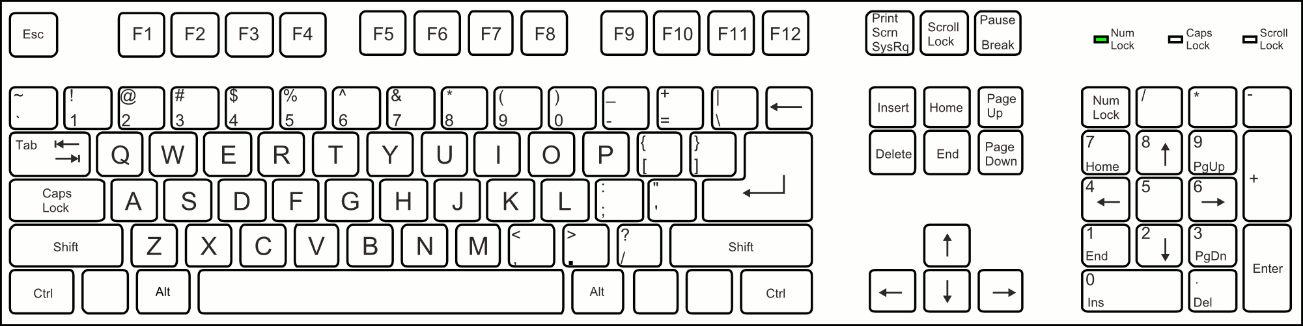 Esc F1 F2 F3 F4 F5 F6 F7 F8 F9 F10 F11 F12
Print
Scrn
SysRq
Scroll
Lock
Pause
Break
Num
Lock
Caps
Lock
Scroll
Lock
~ ! @ # $ % ^ & * ( ) _ + |
` 1 2 3 4 5 6 7 8 9 0 - = \
Insert Home Page
Up
Num
Lock
/ * -
Tab Q W E R T Y U I O P { }
[ ]
Delete End Page
Down
7 8 9
Home PgUp
+
Caps
Lock
A S D F G H J K L : "
; '
4 5 6
Shift Z X C V B N M < > ?
, . /
Shift
1 2 3
End PgDn
Enter
Ctrl Alt Alt Ctrl
0 .
Ins Del